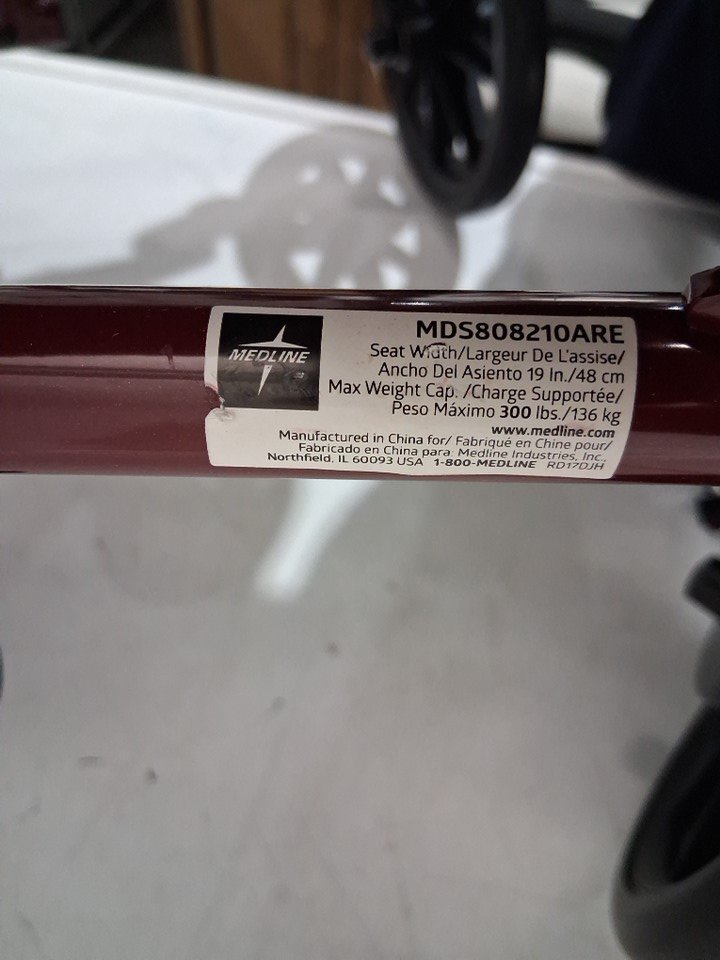 MEDLINE
MDS808210ARE
Seat Width/Largeur De L'assise/
Ancho Del Asiento 19 In./48 cm
Max Weight Cap. /Charge Supportée/
Peso Máximo 300 lbs./136 kg
www.medline.com
Manufactured in China for/ Fabriqué en Chine pour/
Fabricado en China para: Medline Industries, Inc.,
Northfield, IL 60093 USA 1-800-MEDLINE RD17DJH